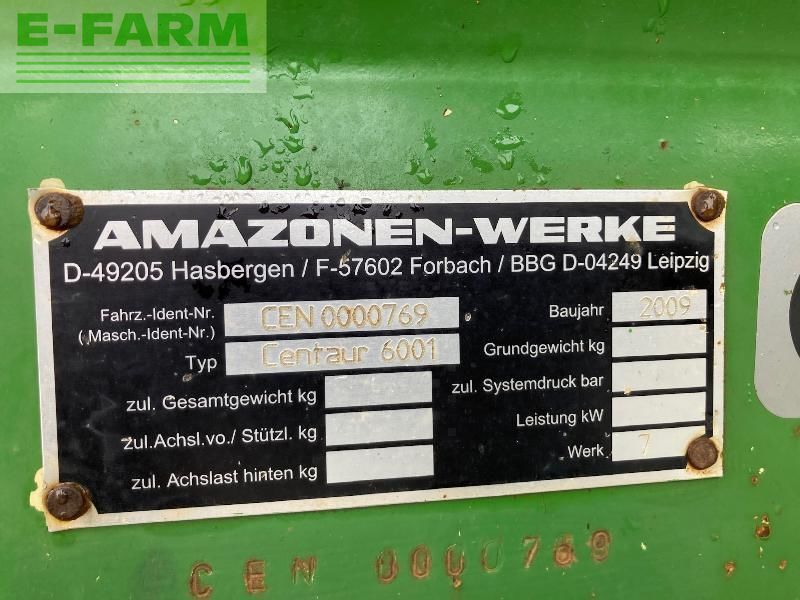 E-FARM
AMAZONEN-WERKE
D-49205 Hasbergen / F-57602 Forbach / BBG D-04249 Leipzig
Fahrz.-Ident-Nr.
(Masch.-Ident-Nr.) CEN0000769
Typ Centaur 6001
zul. Gesamtgewicht kg
zul.Achsl.vo./ Stützl. kg
zul. Achslast hinten kg
Baujahr 2009
Grundgewicht kg
zul. Systemdruck bar
Leistung kW
Werk 7
CEN 0000769